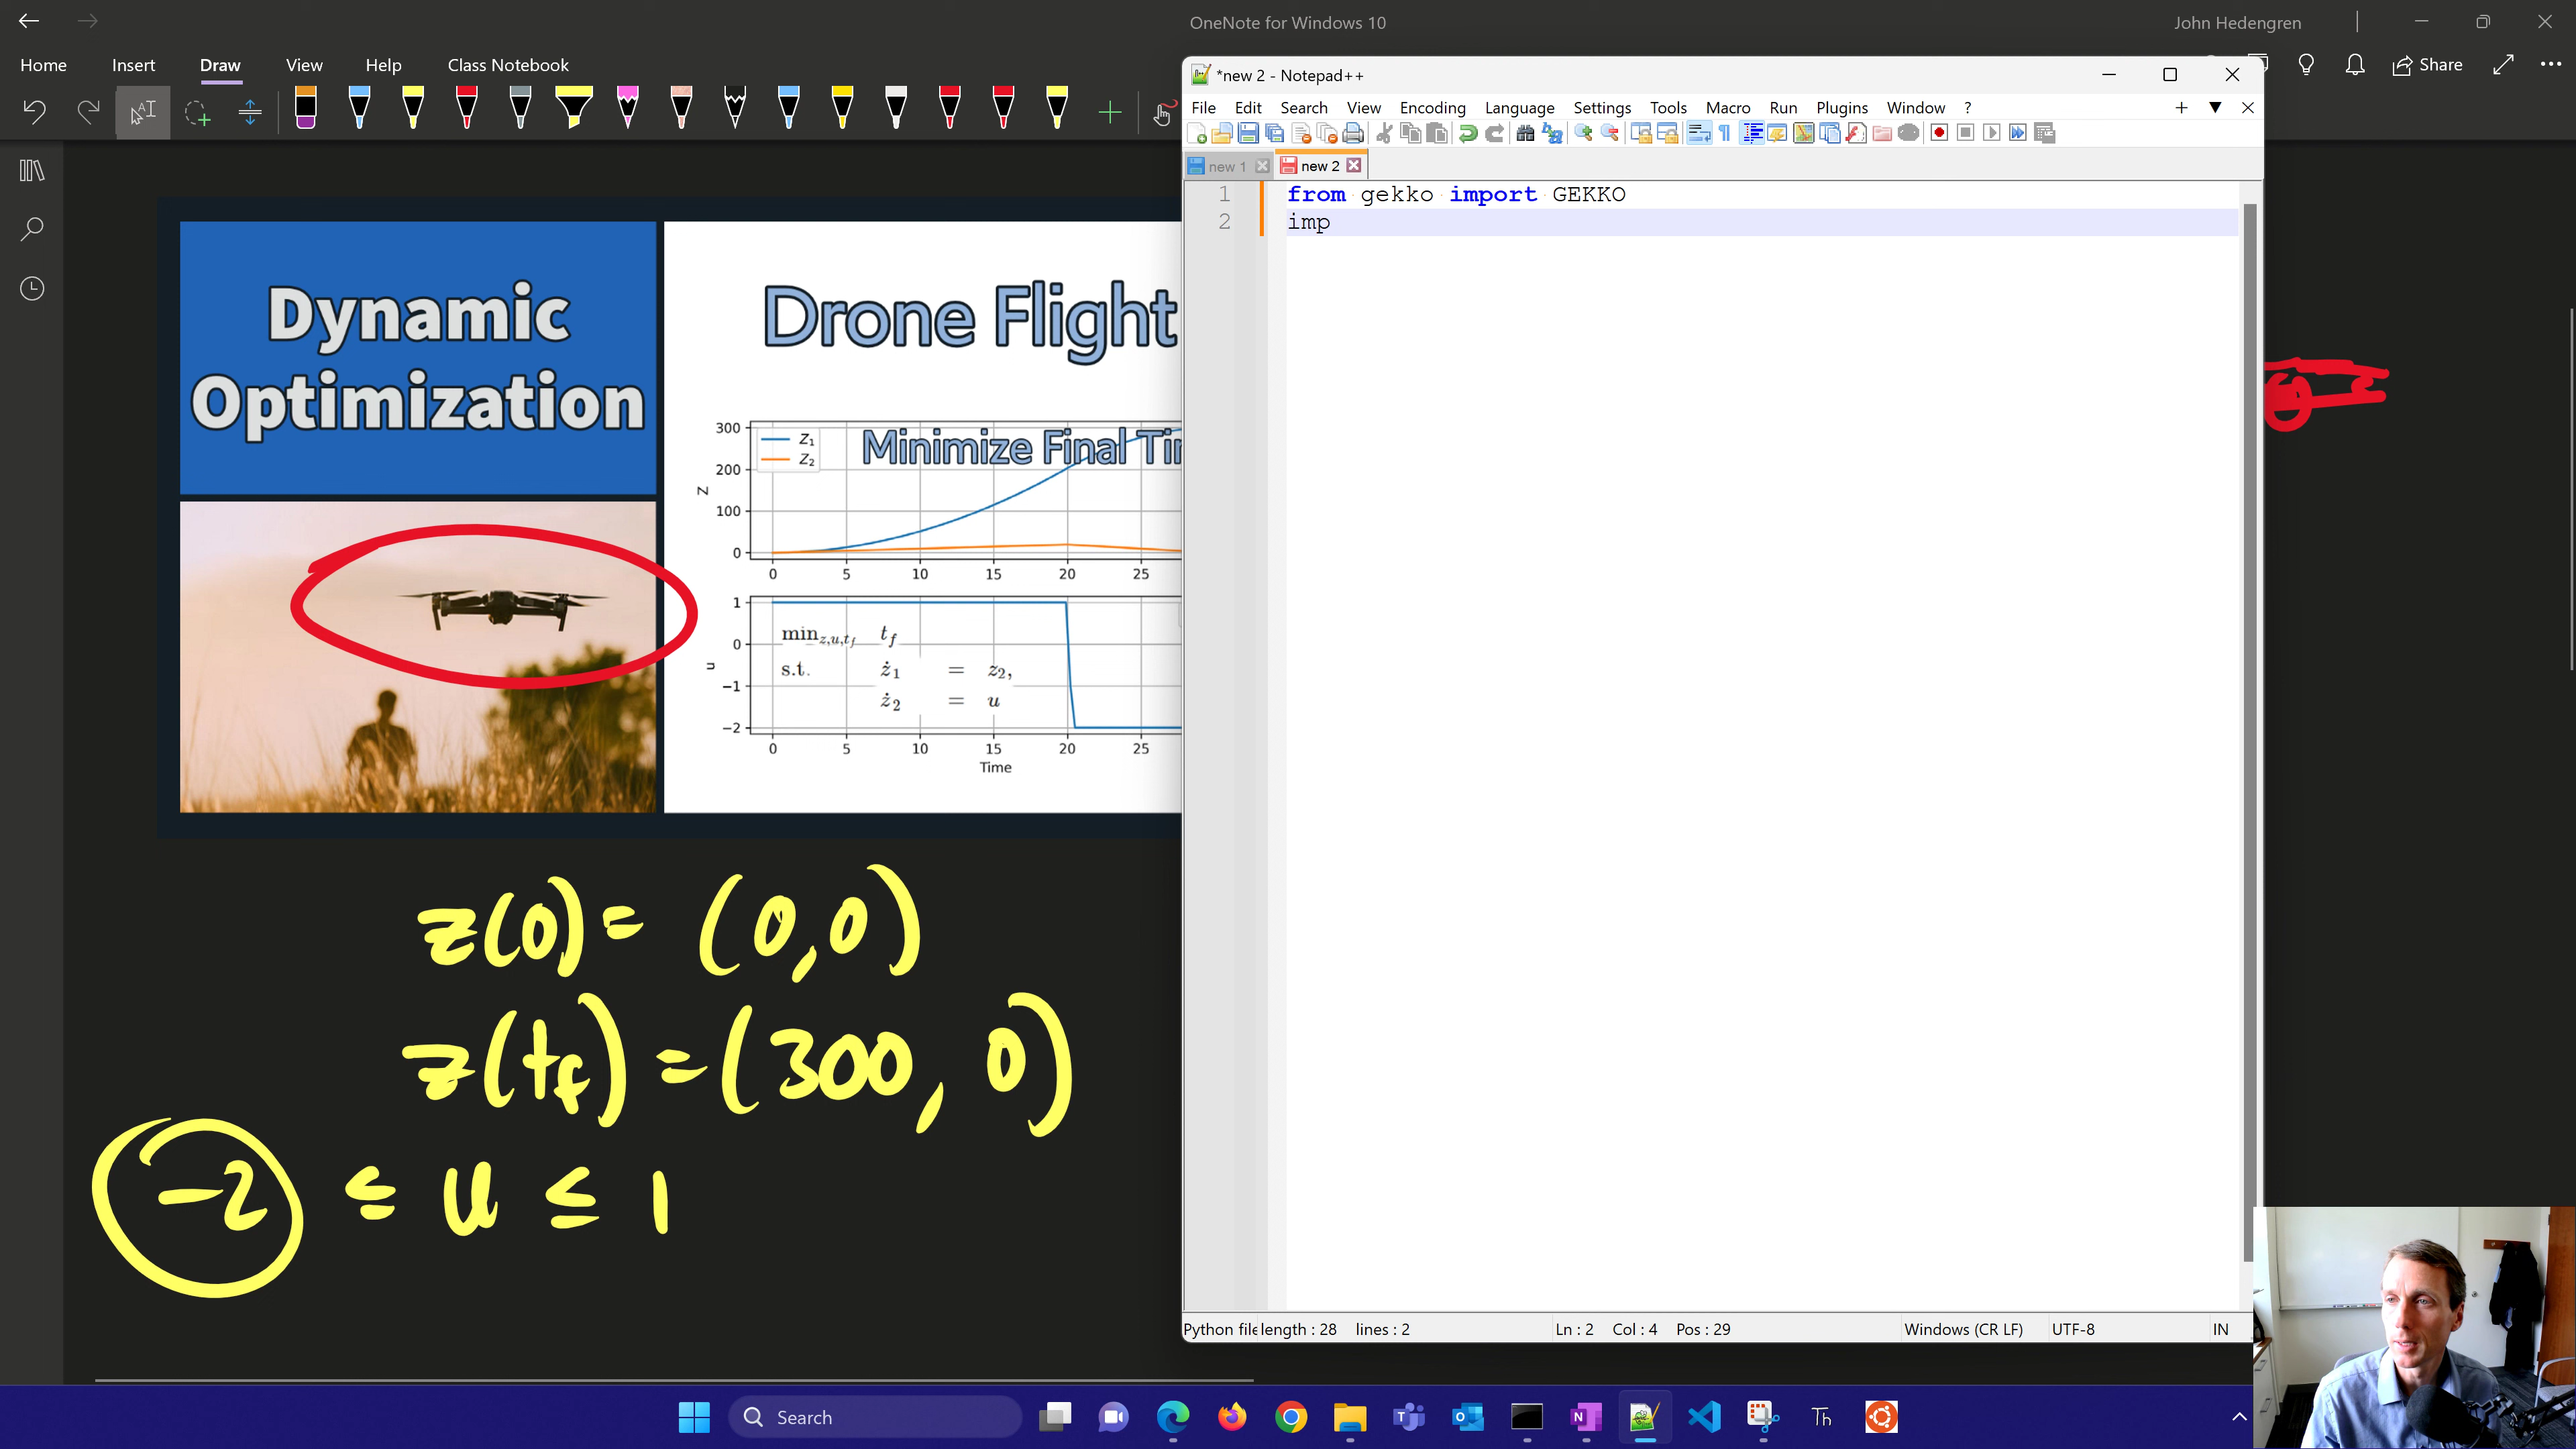 OneNote for Windows 10
John Hedengren
Home Insert Draw View Help Class Notebook
Share
*new 2 - Notepad++
File Edit Search View Encoding Language Settings Tools Macro Run Plugins Window ?
new 1
new 2
1 from gekko import GEKKO
2 imp
Dynamic
Optimization
Drone Flight
Minimize Final Ti
Z₁
Z₂
300
200
100
0
Z
0 5 10 15 20 25
1
0
−1
−2
u
min z,u,tf tf
s.t. ż₁ = z₂,
ż₂ = u
0 5 10 15 20 25
Time
z(0) = (0,0)
z(tf) = (300, 0)
-2 ≤ u ≤ 1
Python file length : 28 lines : 2 Ln : 2 Col : 4 Pos : 29 Windows (CR LF) UTF-8 IN
Search
Th